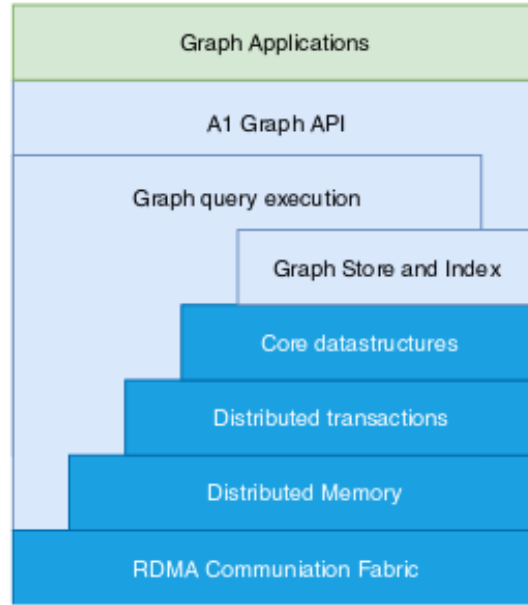 Graph Applications
A1 Graph API
Graph query execution
Graph Store and Index
Core datastructures
Distributed transactions
Distributed Memory
RDMA Communiation Fabric